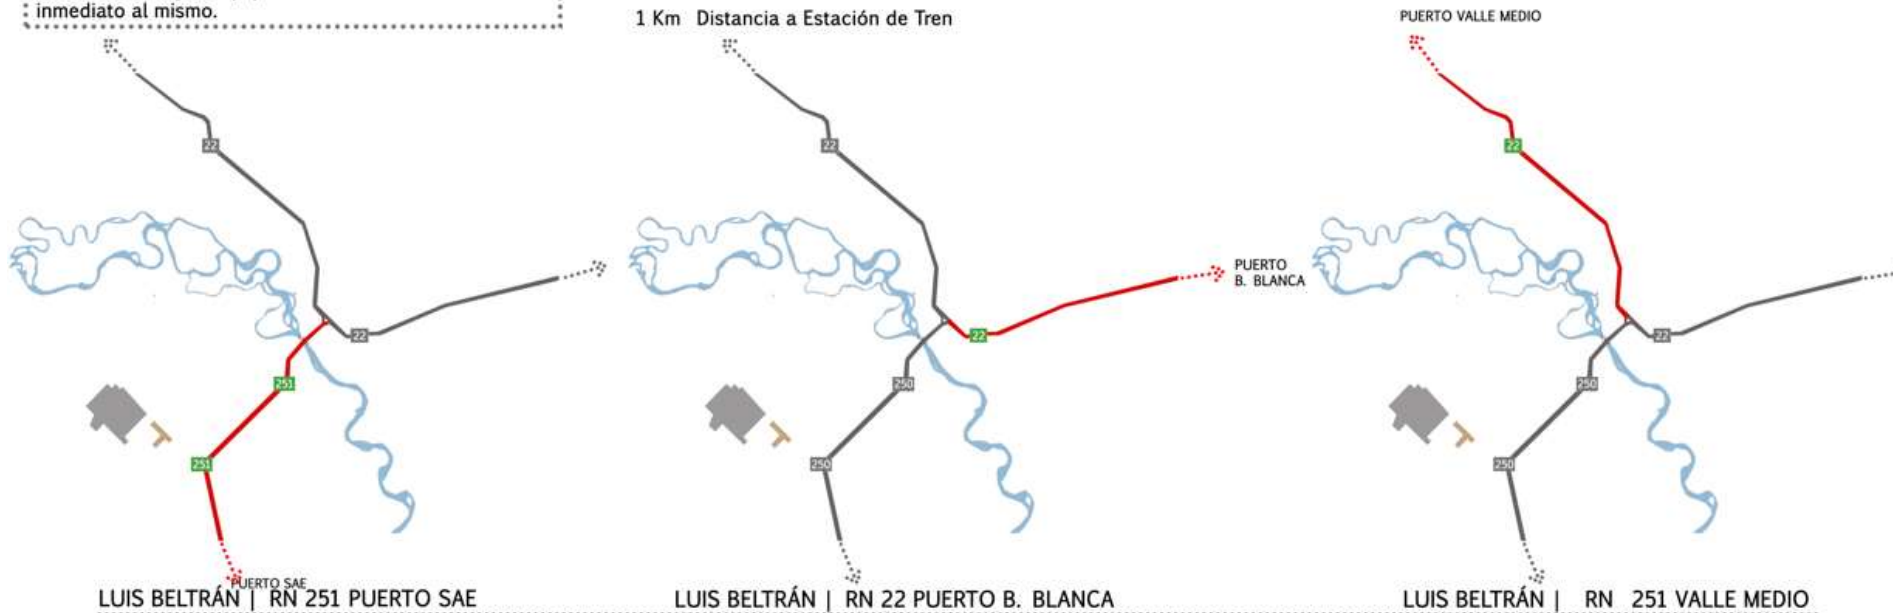 inmediato al mismo.
1 Km Distancia a Estación de Tren
PUERTO VALLE MEDIO
22
22
22
PUERTO
B. BLANCA
22
22
22
251
250
250
251
250
250
PUERTO SAE
LUIS BELTRÁN | RN 251 PUERTO SAE
LUIS BELTRÁN | RN 22 PUERTO B. BLANCA
LUIS BELTRÁN | RN 251 VALLE MEDIO